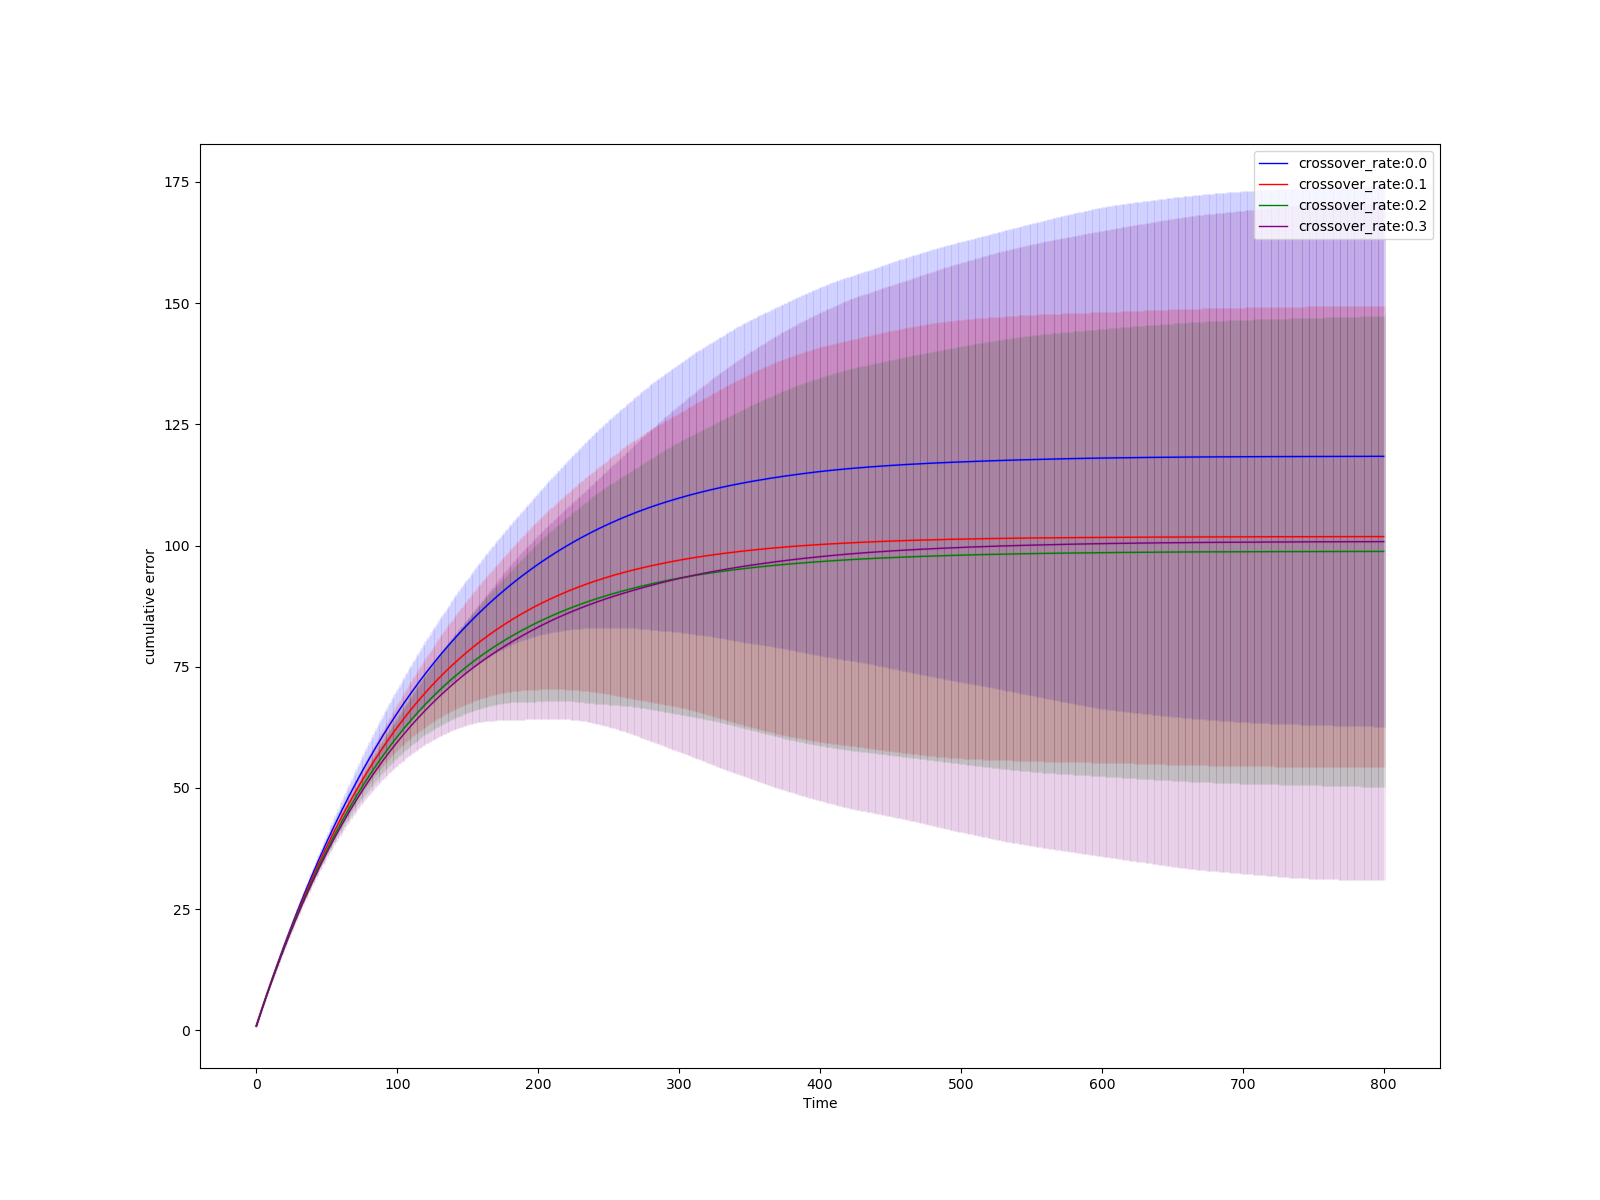 175
150
125
100
75
50
25
0
cumulative error
0 100 200 300 400 500 600 700 800
Time
crossover_rate:0.0
crossover_rate:0.1
crossover_rate:0.2
crossover_rate:0.3